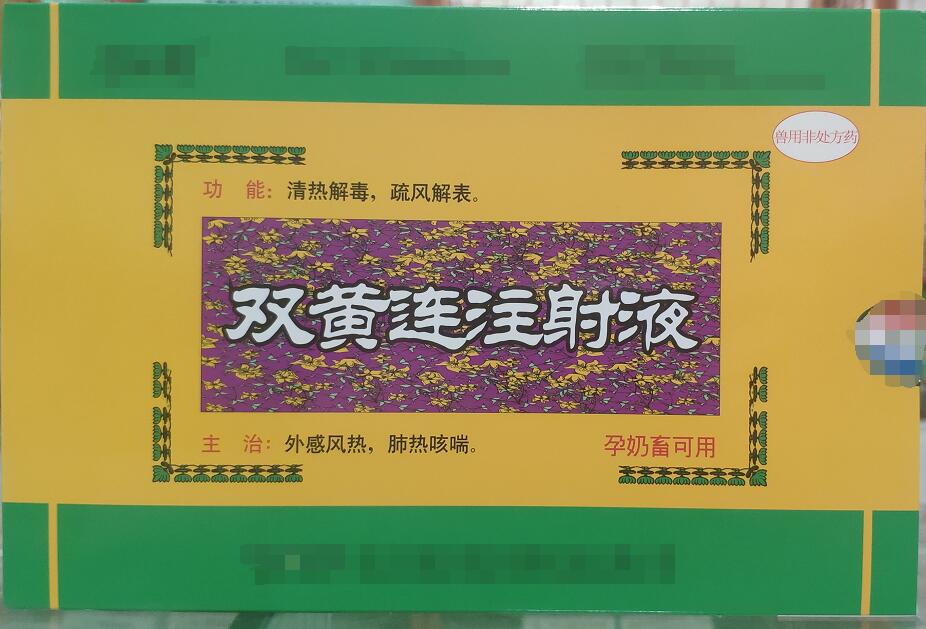 兽用非处方药
功 能：清热解毒，疏风解表。
双黄连注射液
主 治：外感风热，肺热咳喘。
孕奶畜可用